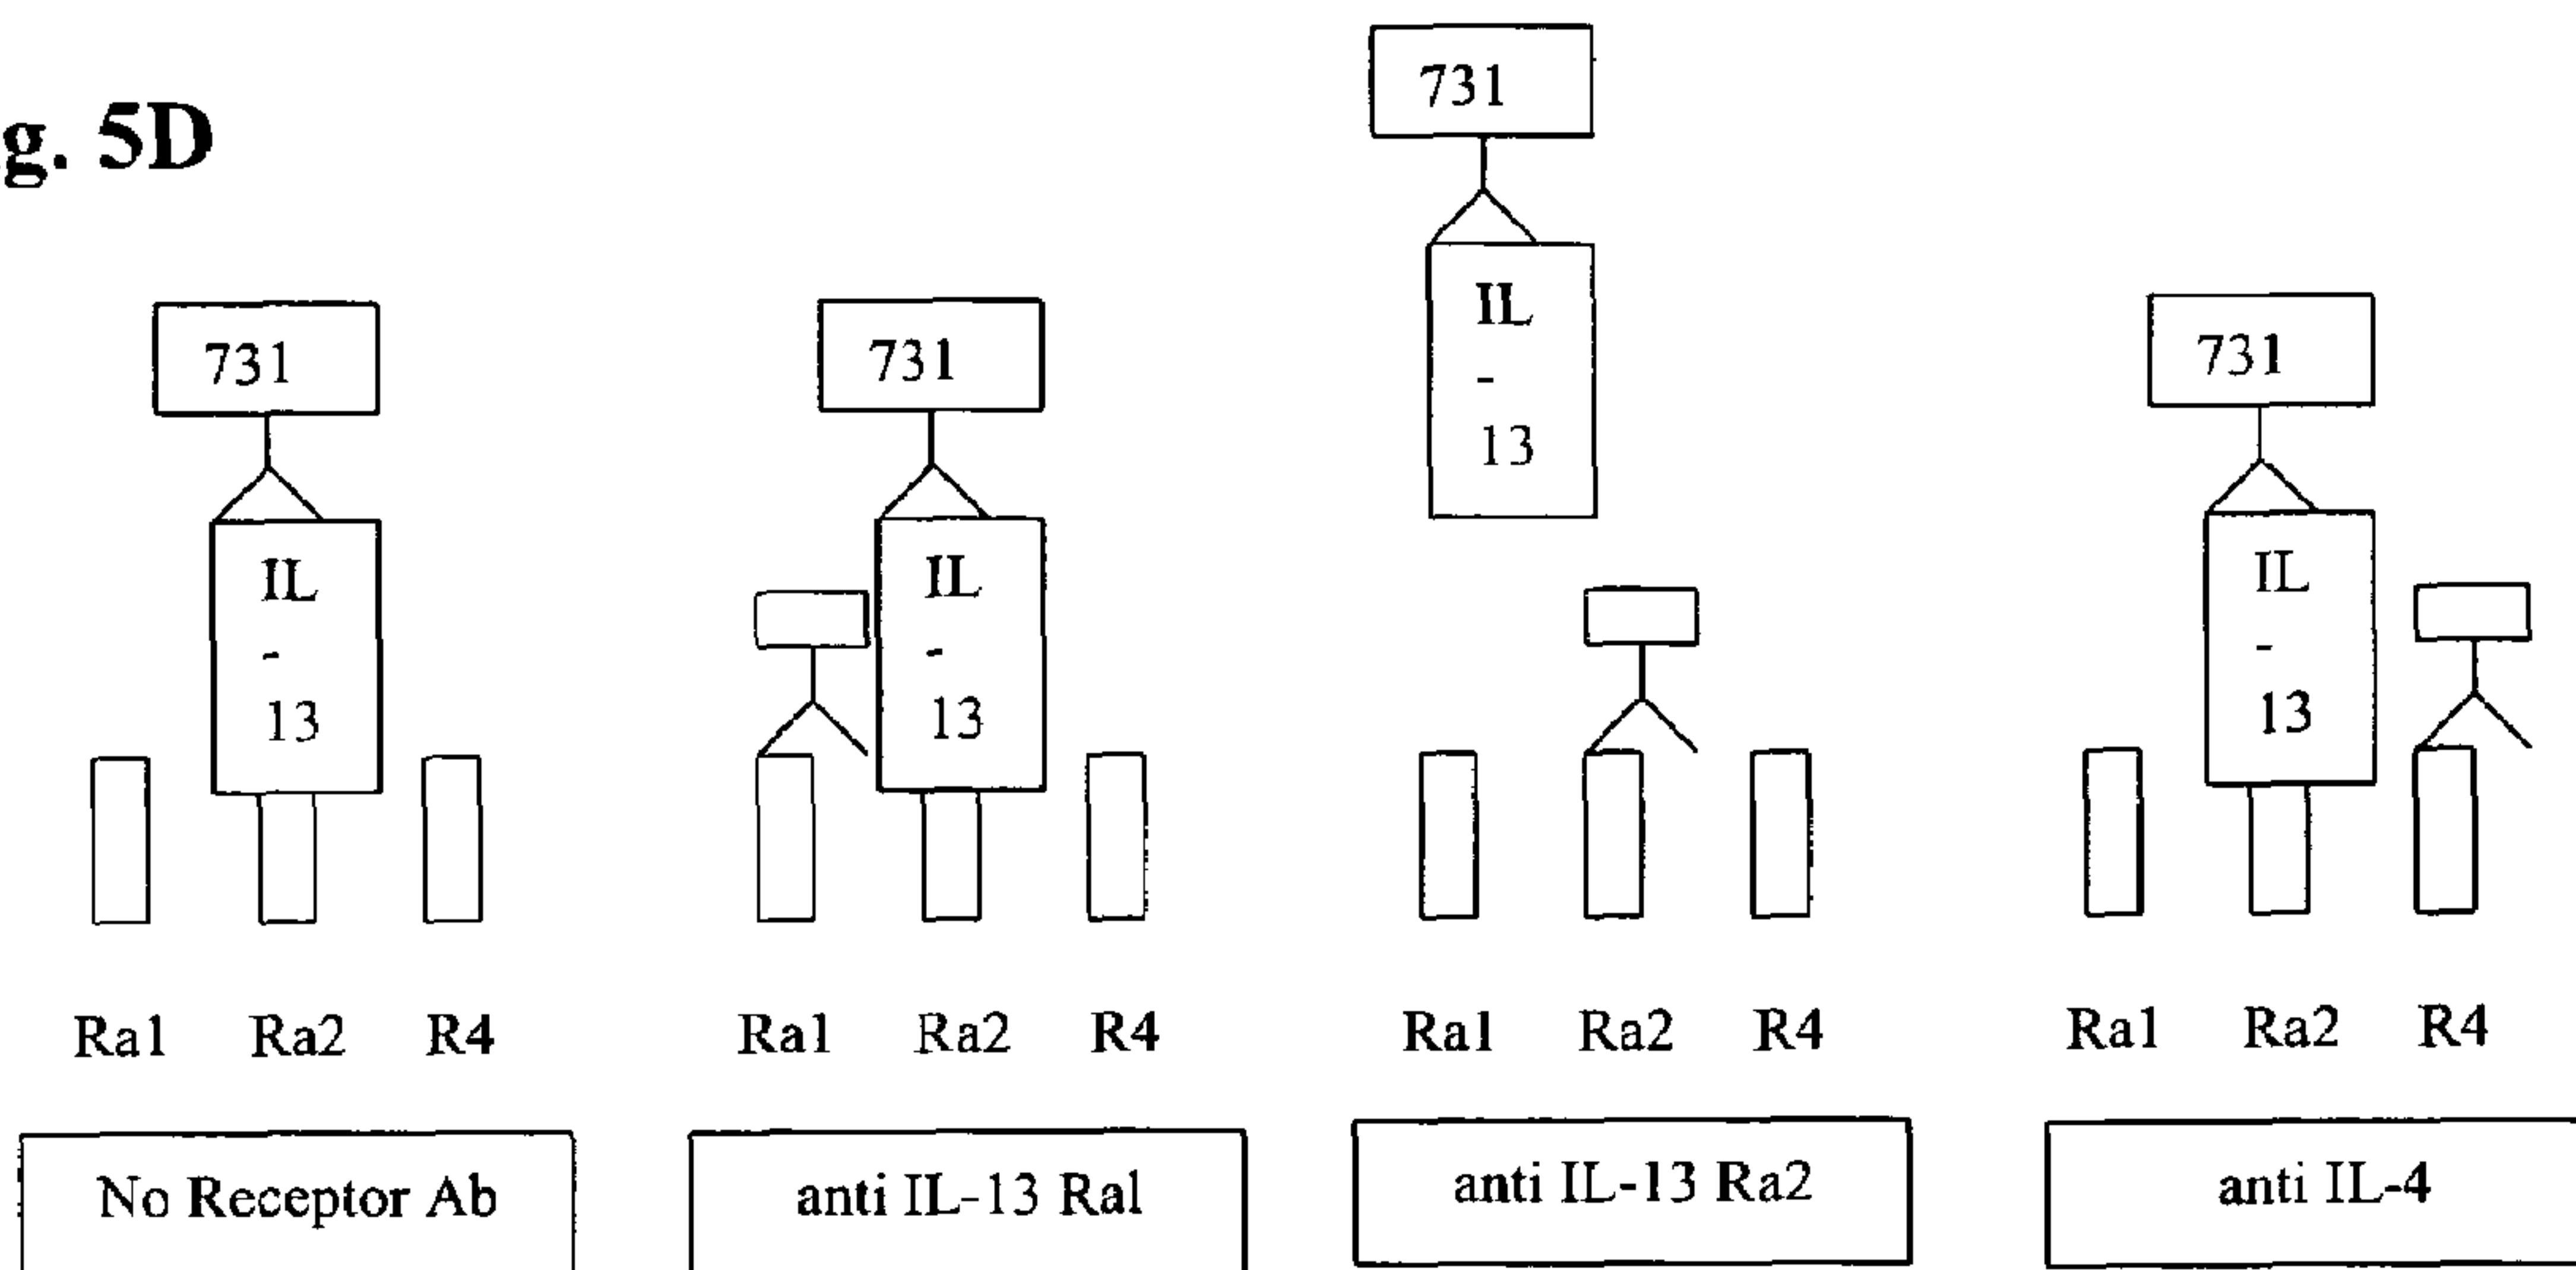 g. 5D
731
731
731
731
IL
-
13
IL
-
13
IL
-
13
IL
-
13
Ra1 Ra2 R4
Ra1 Ra2 R4
Ra1 Ra2 R4
Ra1 Ra2 R4
No Receptor Ab
anti IL-13 Ral
anti IL-13 Ra2
anti IL-4